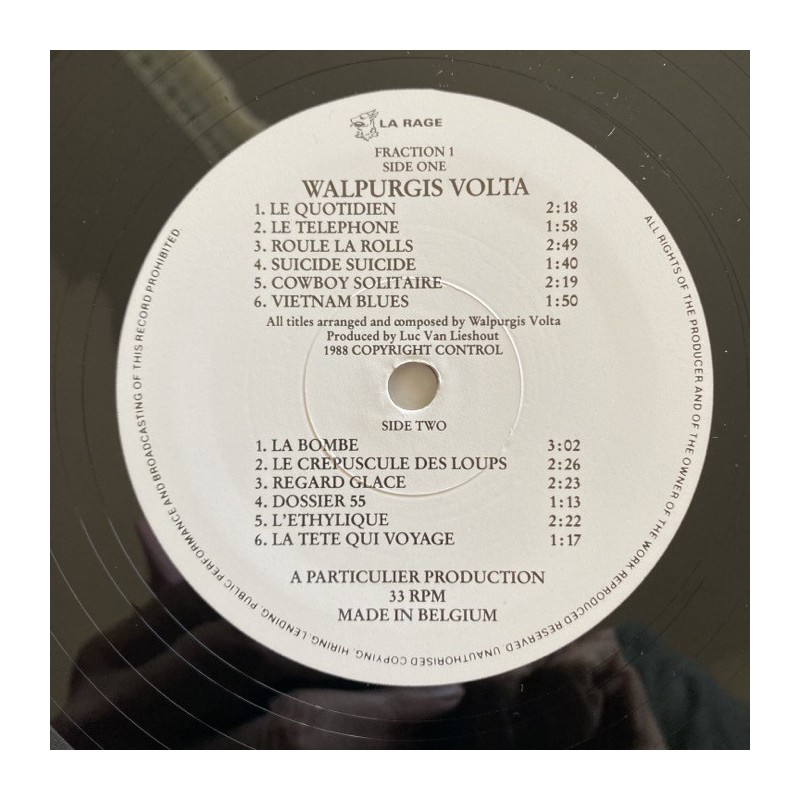 LA RAGE
FRACTION 1
SIDE ONE
WALPURGIS VOLTA
1. LE QUOTIDIEN 2:18
2. LE TELEPHONE 1:58
3. ROULE LA ROLLS 2:49
4. SUICIDE SUICIDE 1:40
5. COWBOY SOLITAIRE 2:19
6. VIETNAM BLUES 1:50
All titles arranged and composed by Walpurgis Volta
Produced by Luc Van Lieshout
1988 COPYRIGHT CONTROL
SIDE TWO
1. LA BOMBE 3:02
2. LE CREPUSCULE DES LOUPS 2:26
3. REGARD GLACE 2:23
4. DOSSIER 55 1:13
5. L'ETHYLIQUE 2:22
6. LA TETE QUI VOYAGE 1:17
A PARTICULIER PRODUCTION
33 RPM
MADE IN BELGIUM
ALL RIGHTS OF THE PRODUCER AND OF THE OWNER OF THE WORK REPRODUCED RESERVED. UNAUTHORISED COPYING, HIRING, LENDING, PUBLIC PERFORMANCE AND BROADCASTING OF THIS RECORD PROHIBITED.